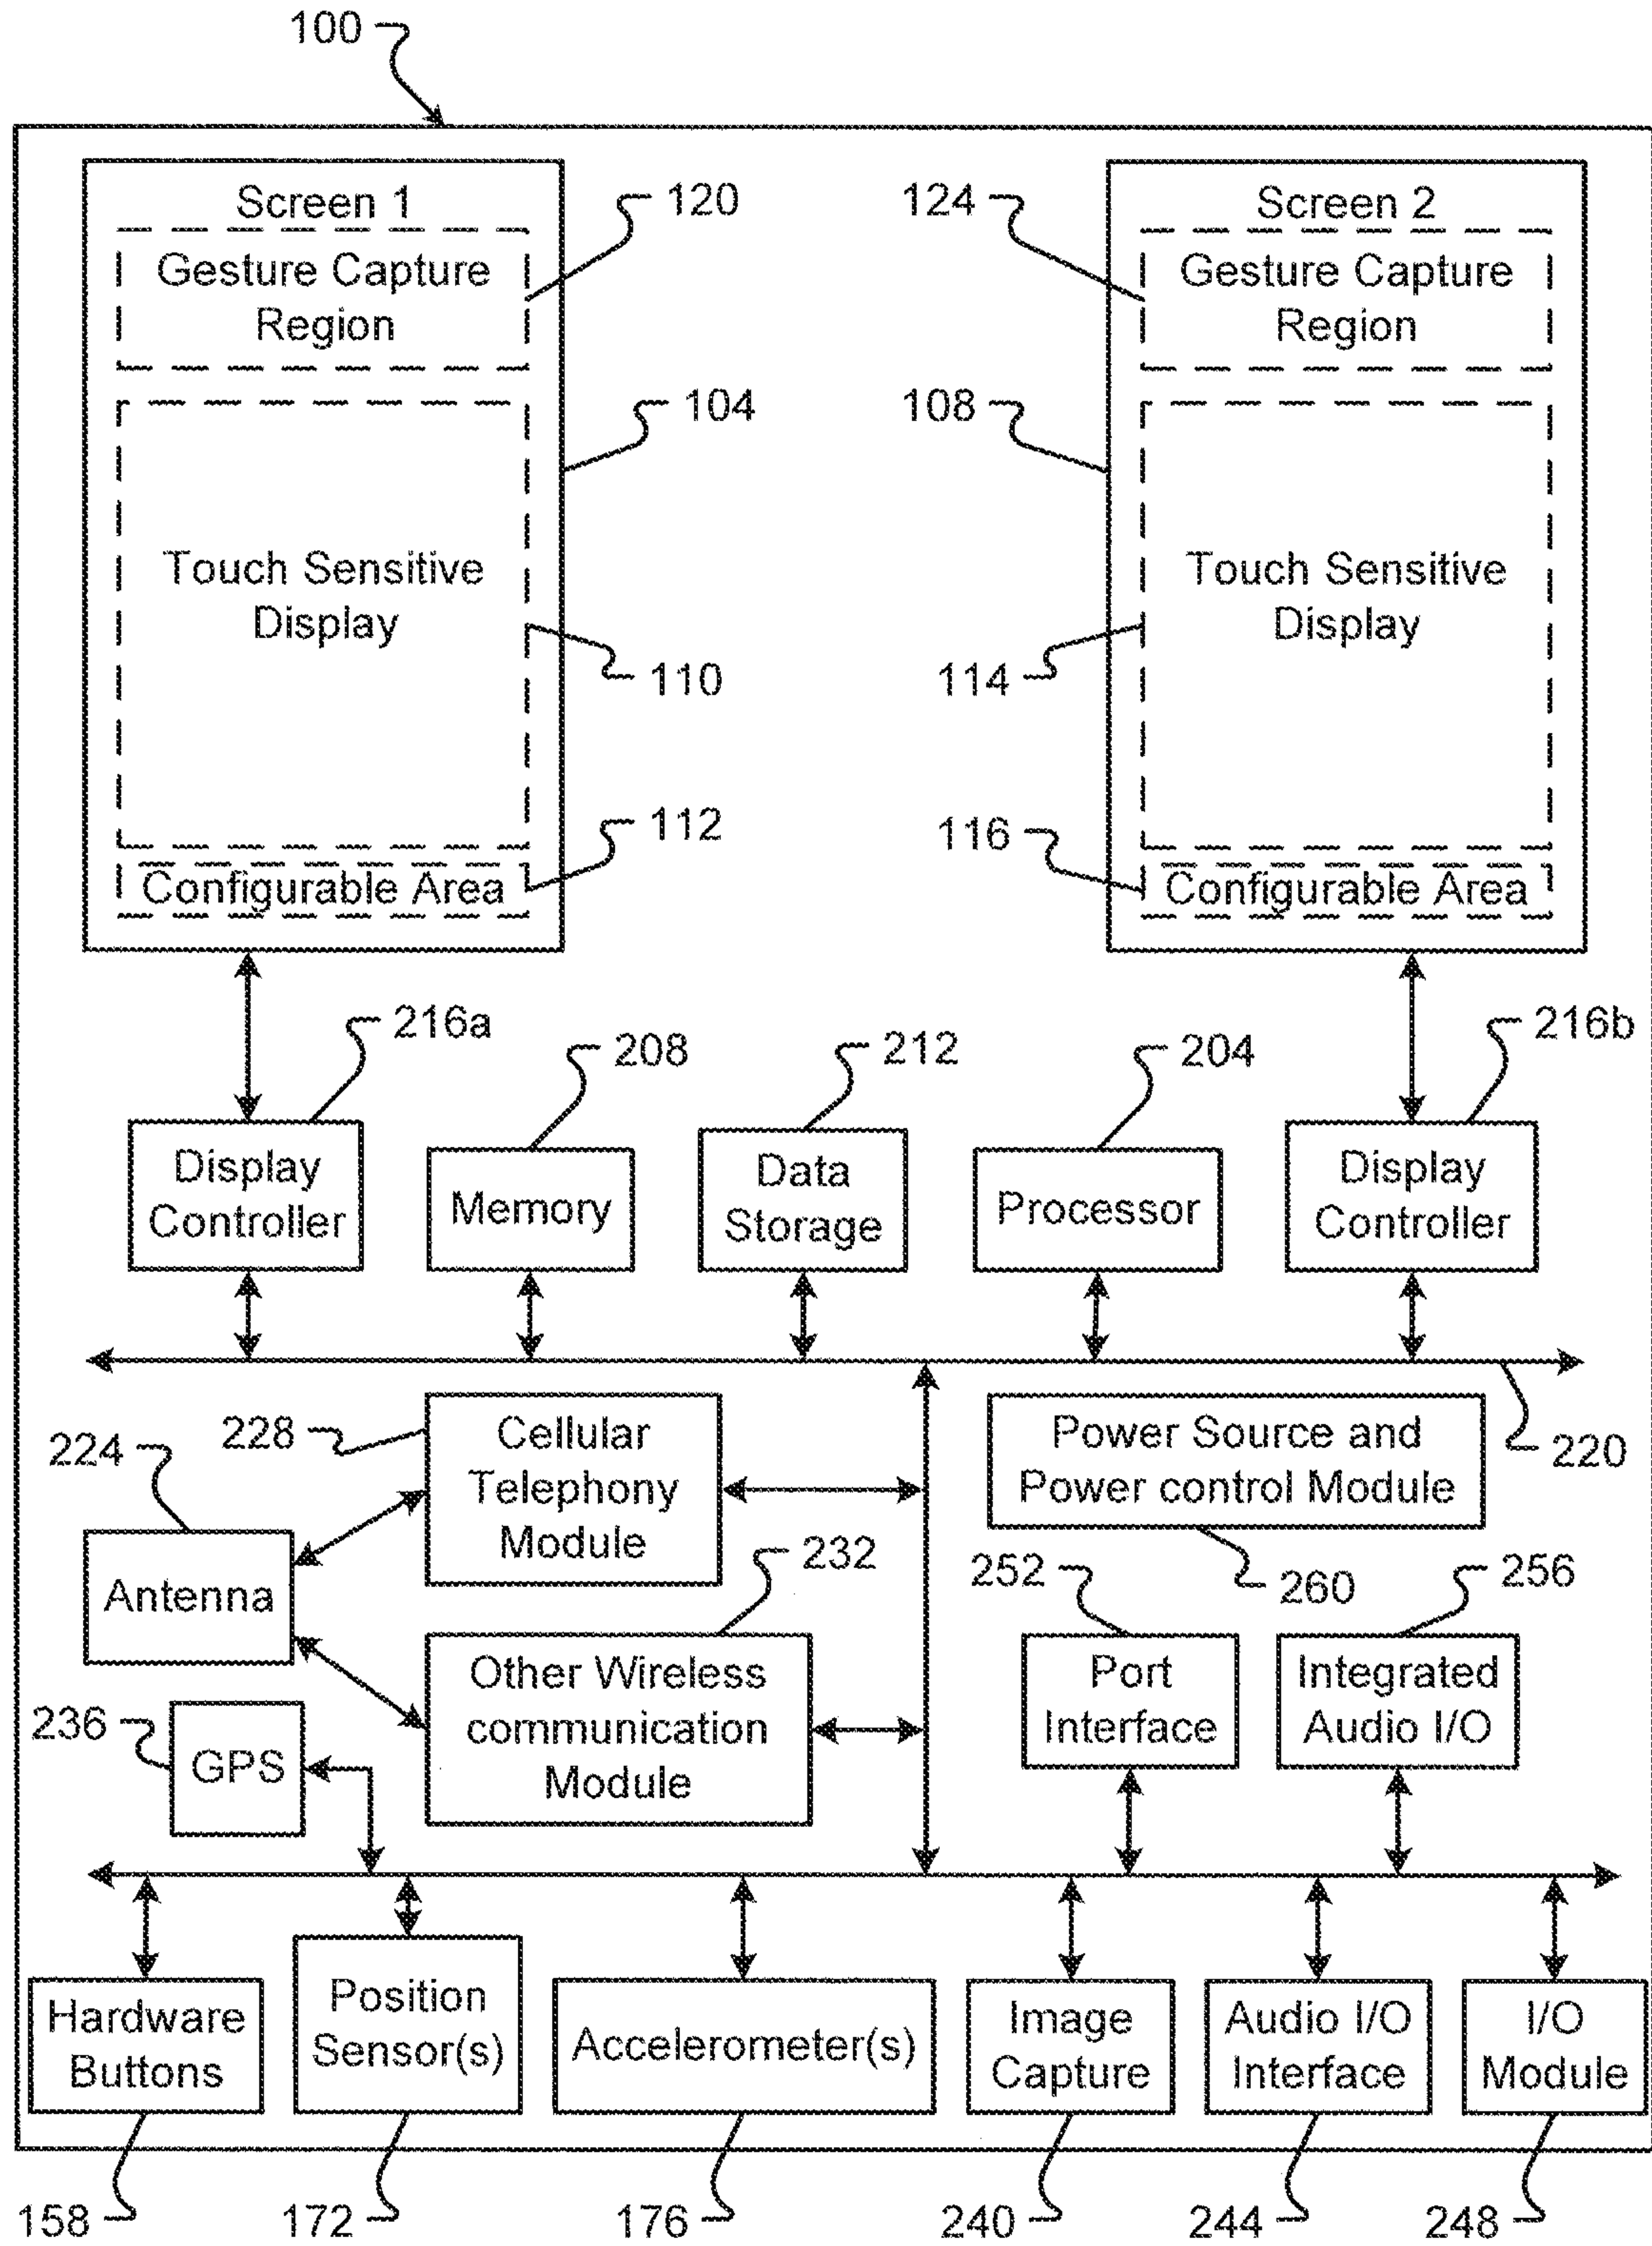 100
Screen 1
120
124
Screen 2
Gesture Capture
Region
Gesture Capture
Region
104
108
Touch Sensitive
Display
Touch Sensitive
Display
110
114
112
116
Configurable Area
Configurable Area
216a
208
212
204
216b
Display
Controller
Memory
Data
Storage
Processor
Display
Controller
228
Cellular
Telephony
Module
Power Source and
Power control Module
220
224
232
252
260
256
Antenna
Other Wireless
communication
Module
Port
Interface
Integrated
Audio I/O
236
GPS
Hardware
Buttons
Position
Sensor(s)
Accelerometer(s)
Image
Capture
Audio I/O
Interface
I/O
Module
158
172
176
240
244
248